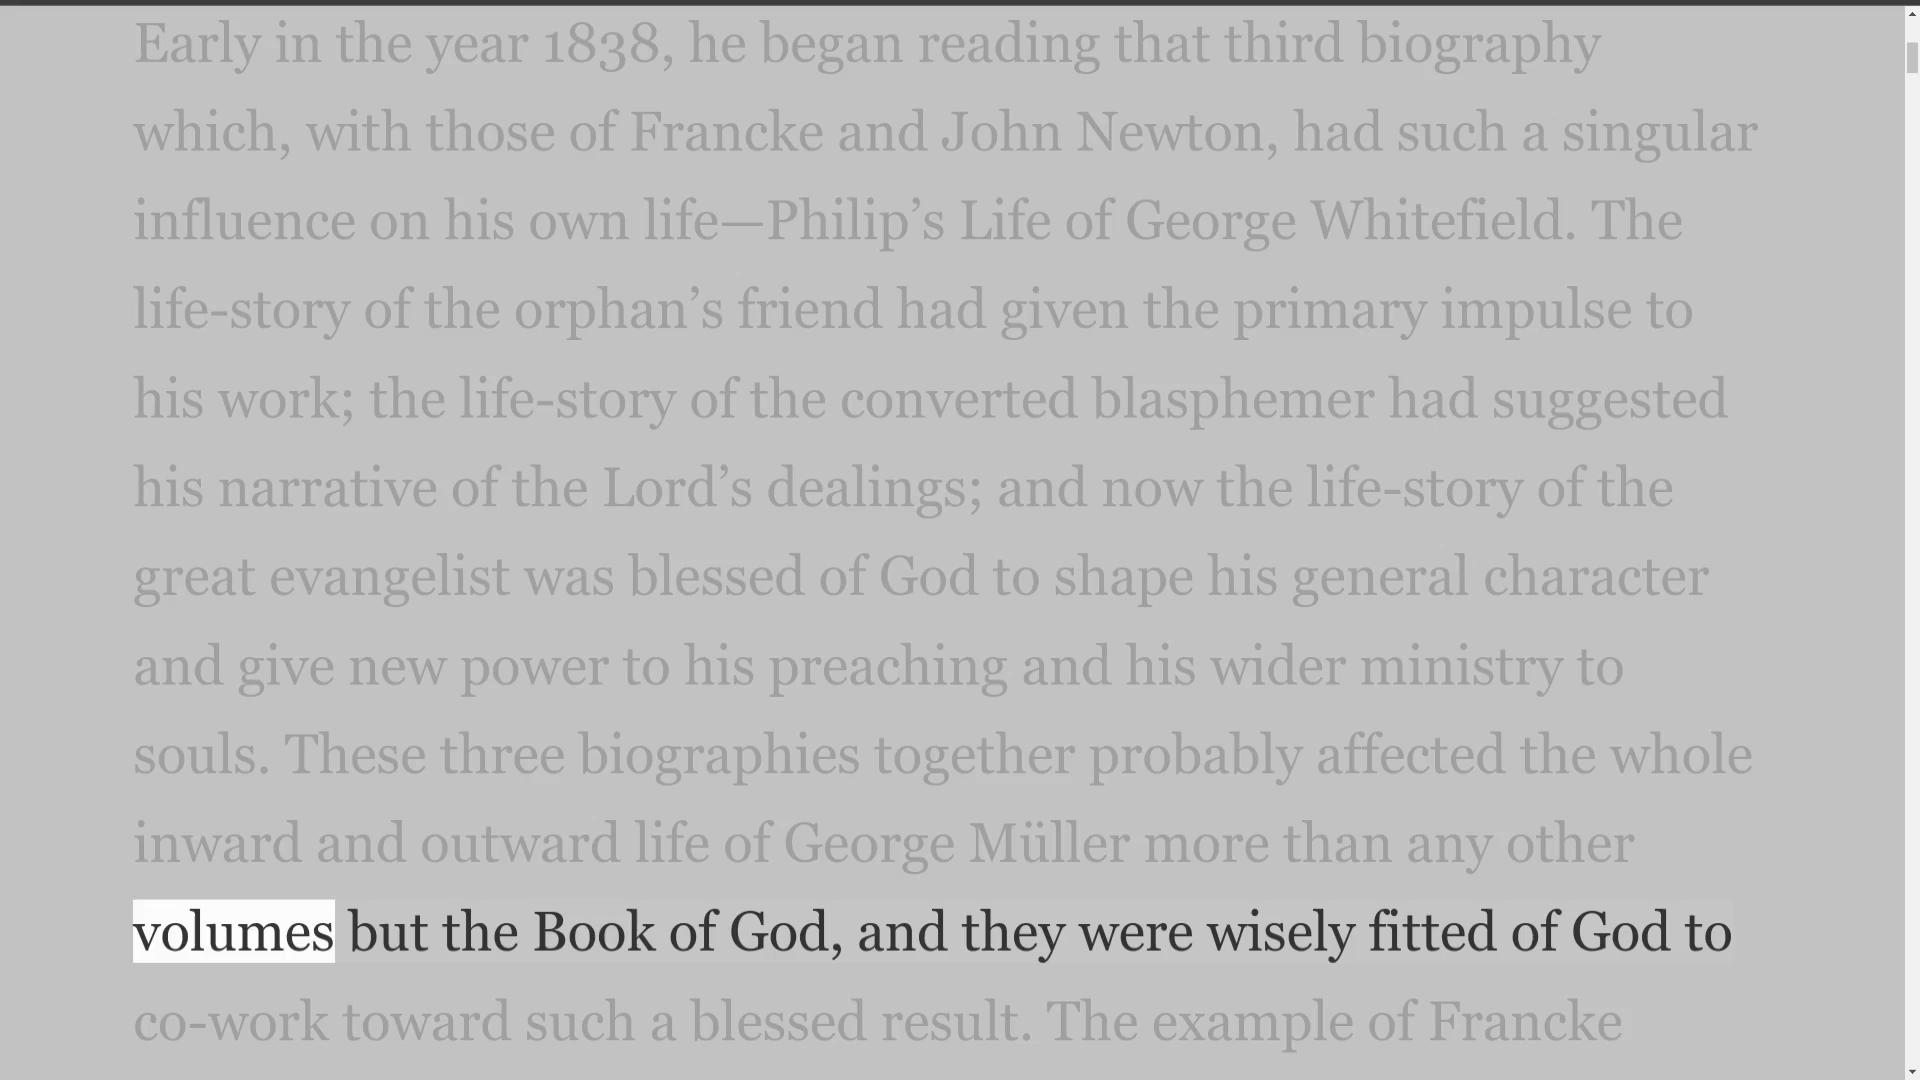 Early in the year 1838, he began reading that third biography
which, with those of Francke and John Newton, had such a singular
influence on his own life—Philip’s Life of George Whitefield. The
life-story of the orphan’s friend had given the primary impulse to
his work; the life-story of the converted blasphemer had suggested
his narrative of the Lord’s dealings; and now the life-story of the
great evangelist was blessed of God to shape his general character
and give new power to his preaching and his wider ministry to
souls. These three biographies together probably affected the whole
inward and outward life of George Müller more than any other
volumes but the Book of God, and they were wisely fitted of God to
co-work toward such a blessed result. The example of Francke